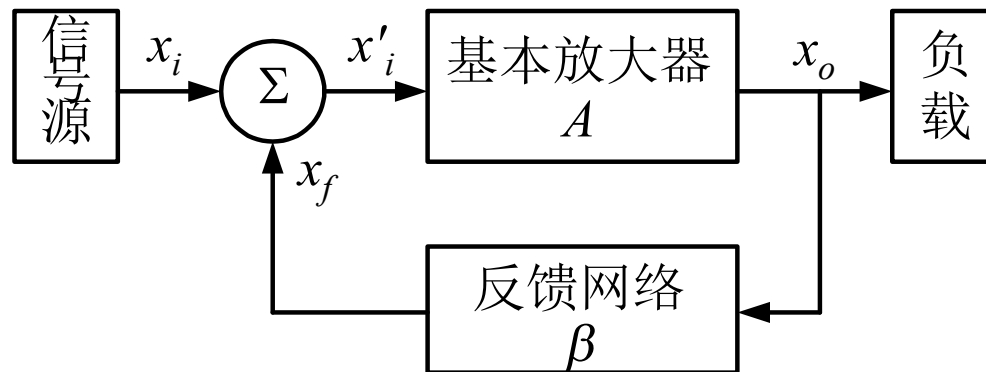 信号源
x_i
Σ
x'_i
基本放大器
A
x_o
负载
x_f
反馈网络
β